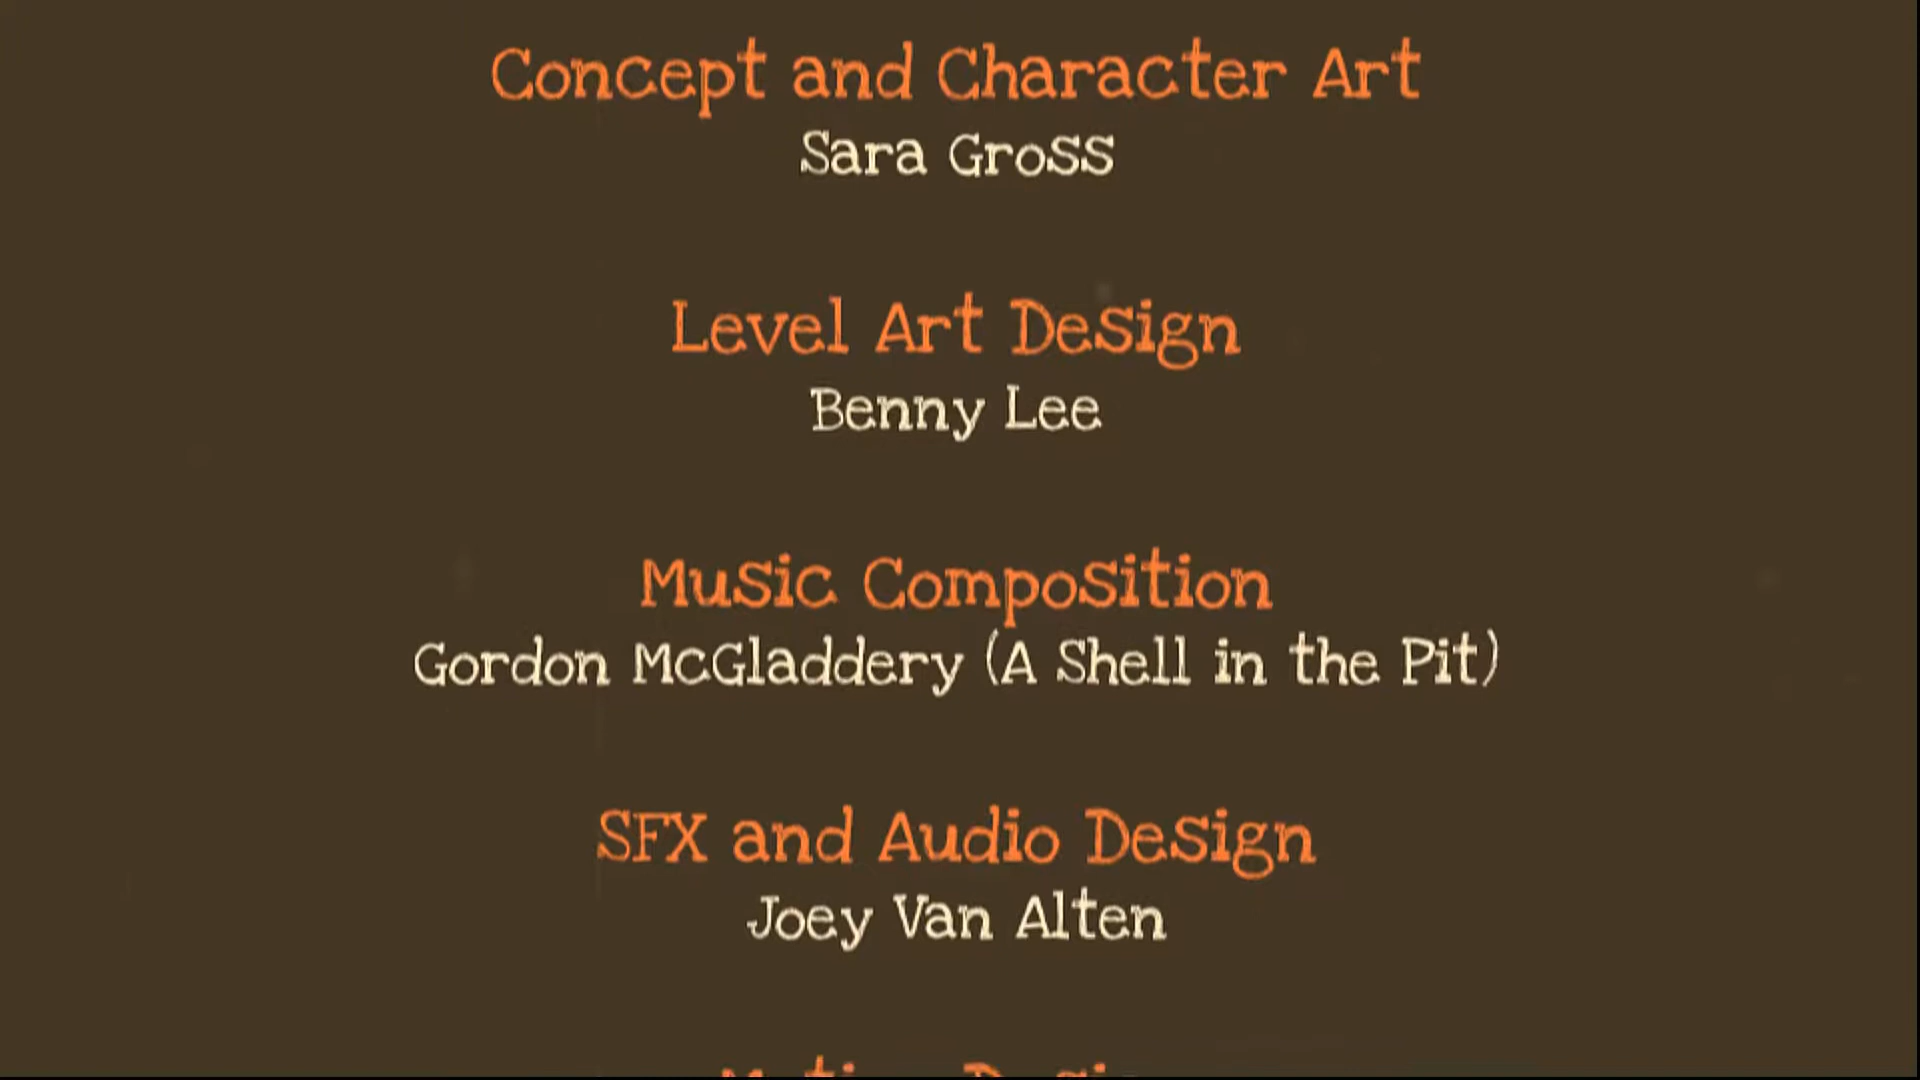 Concept and Character Art
Sara Gross
Level Art Design
Benny Lee
Music Composition
Gordon McGladdery (A Shell in the Pit)
SFX and Audio Design
Joey Van Alten